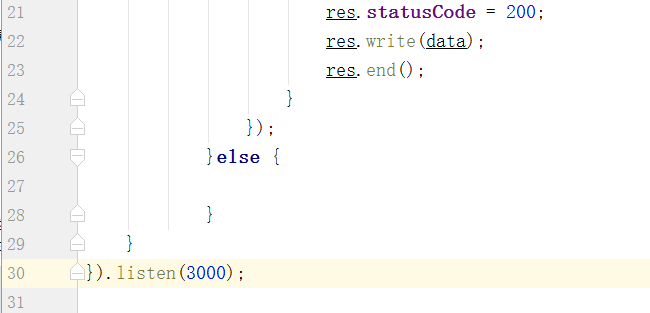 21 res.statusCode = 200;
22 res.write(data);
23 res.end();
24 }
25 });
26 }else {
27
28 }
29 }
30 }).listen(3000);
31